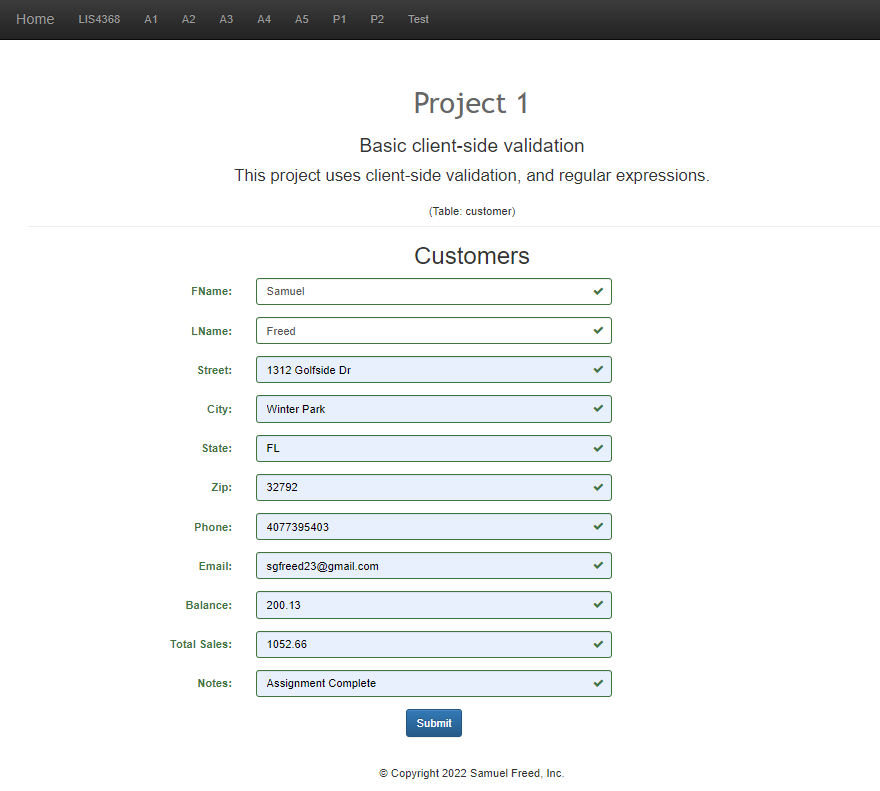 Home LIS4368 A1 A2 A3 A4 A5 P1 P2 Test
Project 1
Basic client-side validation
This project uses client-side validation, and regular expressions.
(Table: customer)
Customers
FName: Samuel
LName: Freed
Street: 1312 Golfside Dr
City: Winter Park
State: FL
Zip: 32792
Phone: 4077395403
Email: sgfreed23@gmail.com
Balance: 200.13
Total Sales: 1052.66
Notes: Assignment Complete
Submit
© Copyright 2022 Samuel Freed, Inc.